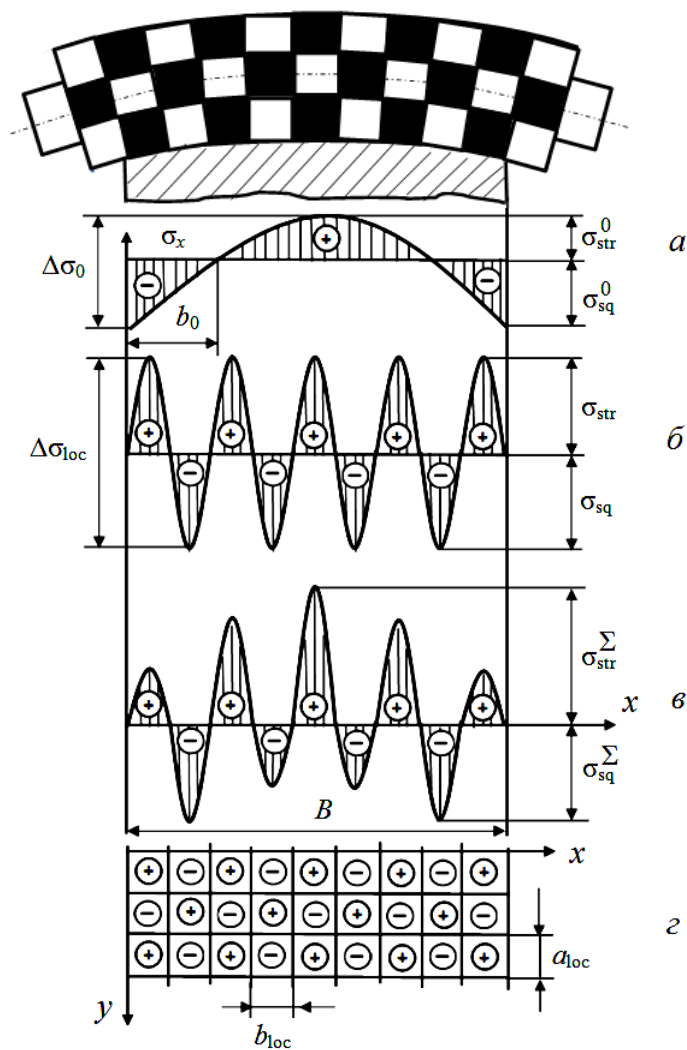 σₓ
+
−
−
Δσ₀
b₀
σ⁰str
σ⁰sq
а
+ + + + +
− − − −
Δσloc
σstr
σsq
б
+ + + + +
− − − −
σΣstr
σΣsq
x
в
B
x
+ − + − + − + − +
− + − + − + − + −
+ − + − + − + − +
aloc
г
y
bloc